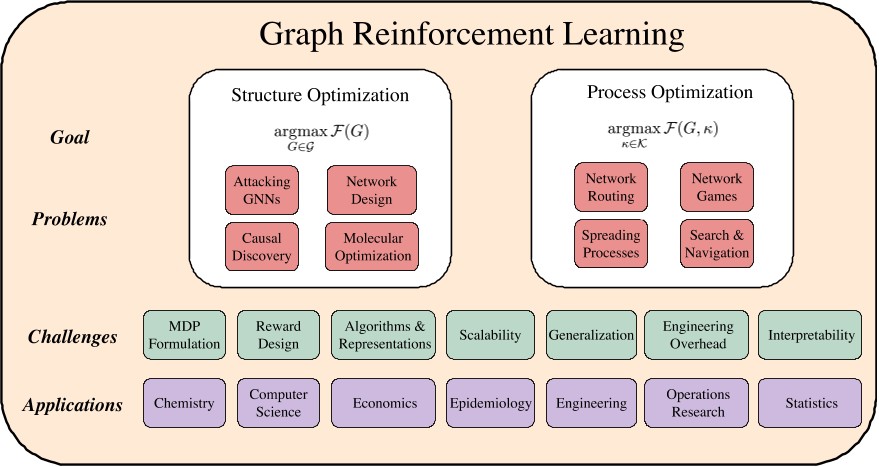 Graph Reinforcement Learning
Structure Optimization
Process Optimization
Goal
argmax F(G)
G∈𝒢
argmax F(G, κ)
κ∈𝒦
Problems
Attacking
GNNs
Network
Design
Causal
Discovery
Molecular
Optimization
Network
Routing
Network
Games
Spreading
Processes
Search &
Navigation
Challenges
MDP
Formulation
Reward
Design
Algorithms &
Representations
Scalability
Generalization
Engineering
Overhead
Interpretability
Applications
Chemistry
Computer
Science
Economics
Epidemiology
Engineering
Operations
Research
Statistics